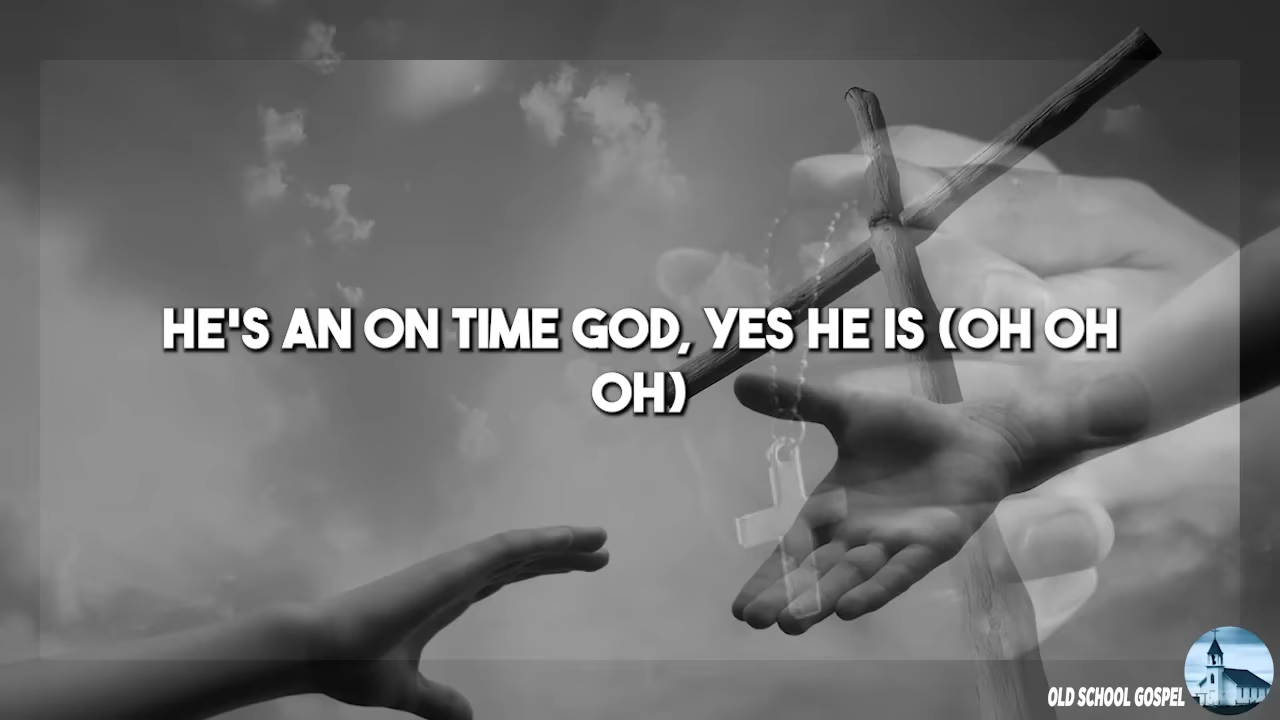 HE'S AN ON TIME GOD, YES HE IS (OH OH
OH)
OLD SCHOOL GOSPEL